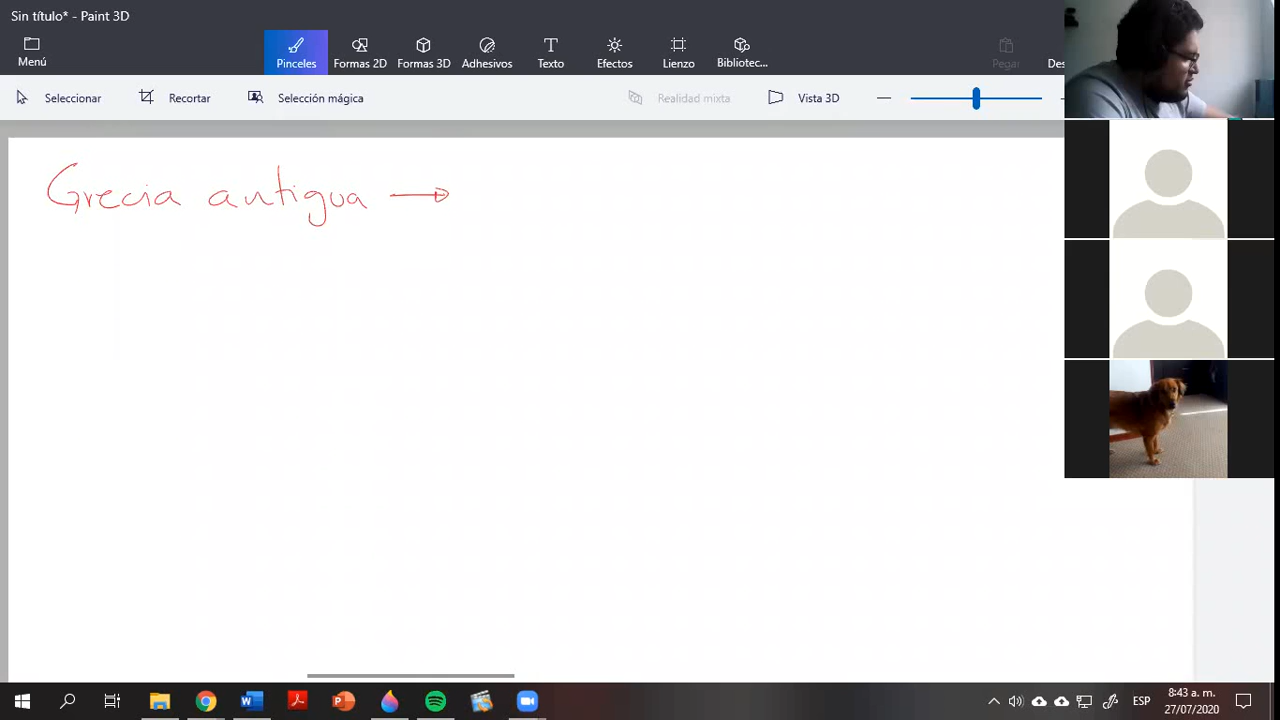 Sin título* - Paint 3D
Menú
Pinceles
Formas 2D
Formas 3D
Adhesivos
Texto
Efectos
Lienzo
Bibliotec...
Pegar
Des
Seleccionar
Recortar
Selección mágica
Realidad mixta
Vista 3D
Grecia antigua →
ESP
8:43 a. m.
27/07/2020